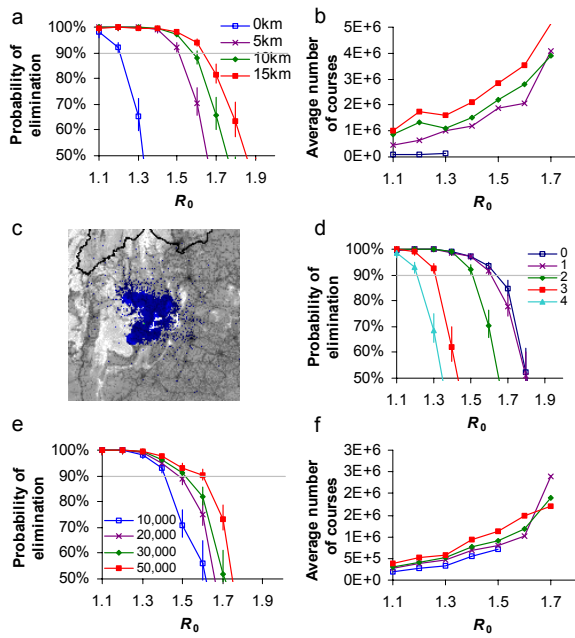 a
Probability of
elimination
100%
90%
80%
70%
60%
50%
1.1 1.3 1.5 1.7 1.9
R0
0km
5km
10km
15km
b
Average number
of courses
5E+6
4E+6
3E+6
2E+6
1E+6
0E+0
1.1 1.3 1.5 1.7
R0
c
d
Probability of
elimination
100%
90%
80%
70%
60%
50%
1.1 1.3 1.5 1.7 1.9
R0
0
1
2
3
4
e
Probability of
elimination
100%
90%
80%
70%
60%
50%
1.1 1.3 1.5 1.7 1.9
R0
10,000
20,000
30,000
50,000
f
Average number
of courses
3E+6
3E+6
2E+6
2E+6
1E+6
5E+5
0E+0
1.1 1.3 1.5 1.7
R0